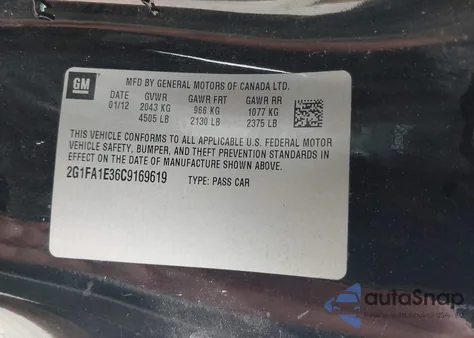 GM
MFD BY GENERAL MOTORS OF CANADA LTD.
DATE GVWR GAWR FRT GAWR RR
01/12 2043 KG 966 KG 1077 KG
4505 LB 2130 LB 2375 LB
THIS VEHICLE CONFORMS TO ALL APPLICABLE U.S. FEDERAL MOTOR
VEHICLE SAFETY, BUMPER, AND THEFT PREVENTION STANDARDS IN
EFFECT ON THE DATE OF MANUFACTURE SHOWN ABOVE.
2G1FA1E36C9169619 TYPE: PASS CAR
autoSnap